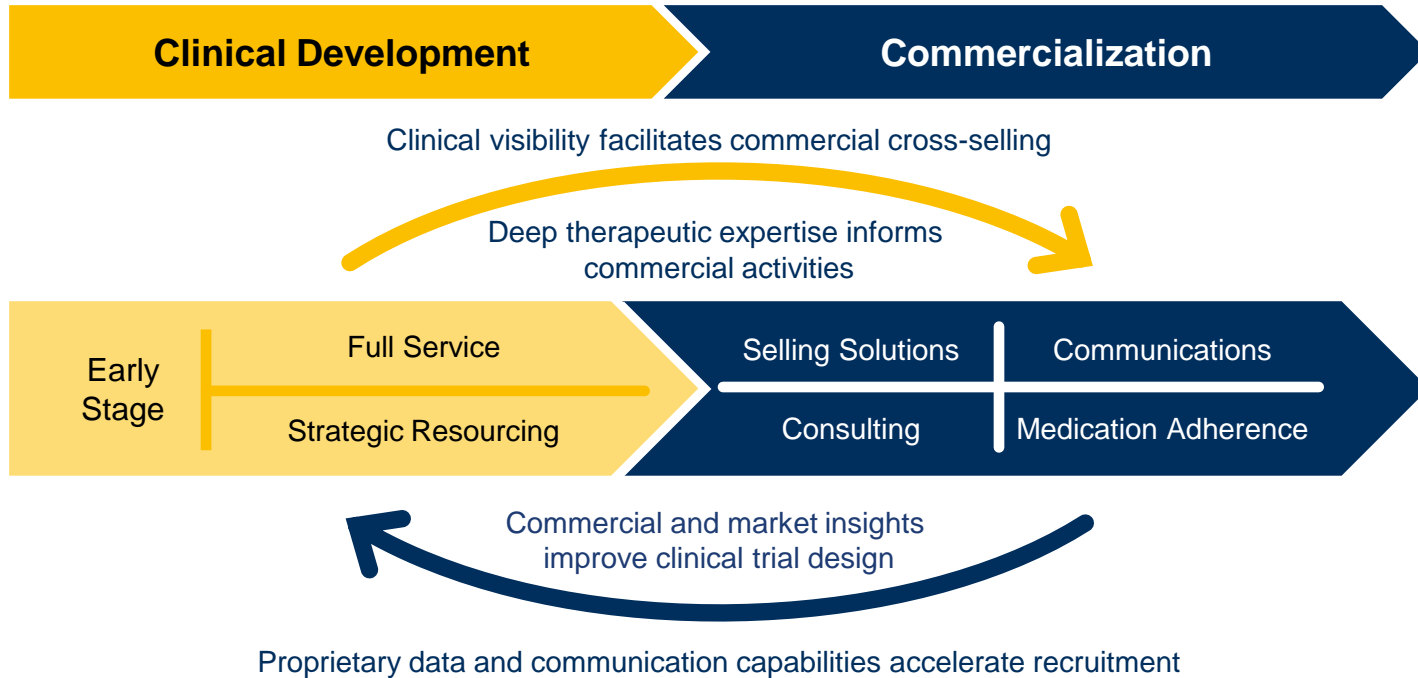 Clinical Development
Commercialization
Clinical visibility facilitates commercial cross-selling
Deep therapeutic expertise informs
commercial activities
Early
Stage
Full Service
Strategic Resourcing
Selling Solutions
Communications
Consulting
Medication Adherence
Commercial and market insights
improve clinical trial design
Proprietary data and communication capabilities accelerate recruitment